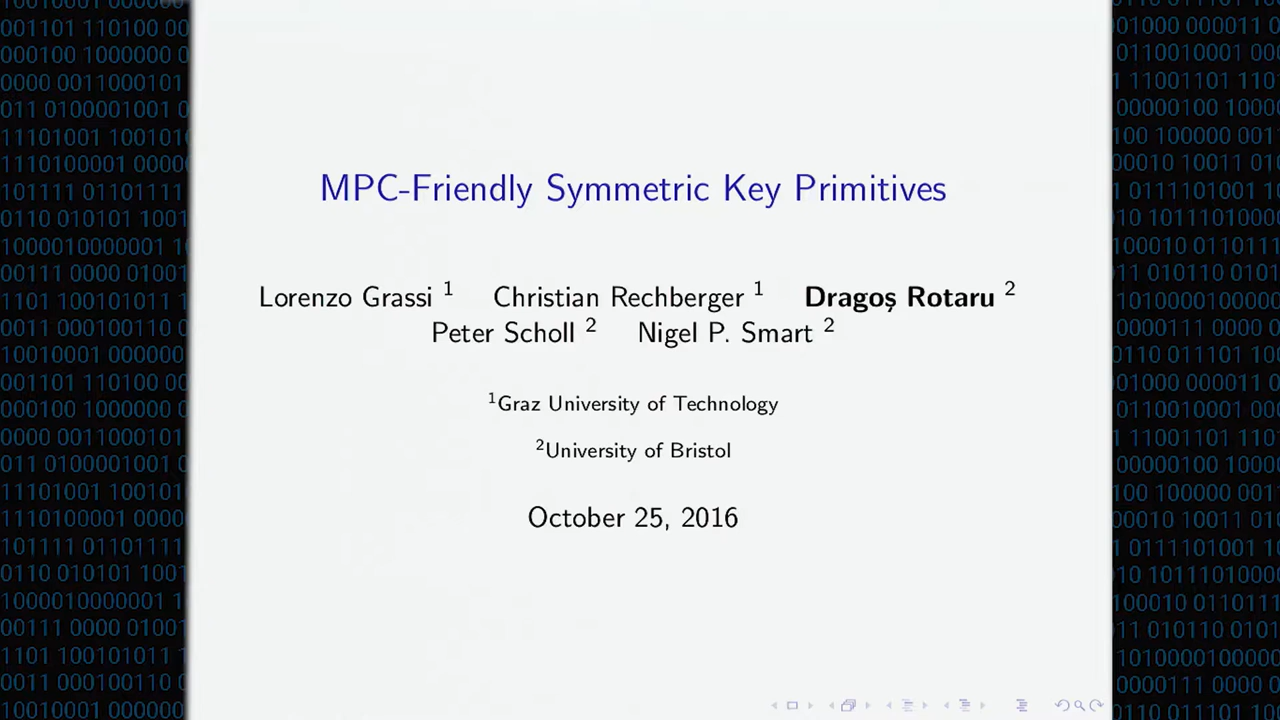 MPC-Friendly Symmetric Key Primitives
Lorenzo Grassi 1 Christian Rechberger 1 Dragoș Rotaru 2
Peter Scholl 2 Nigel P. Smart 2
1Graz University of Technology
2University of Bristol
October 25, 2016